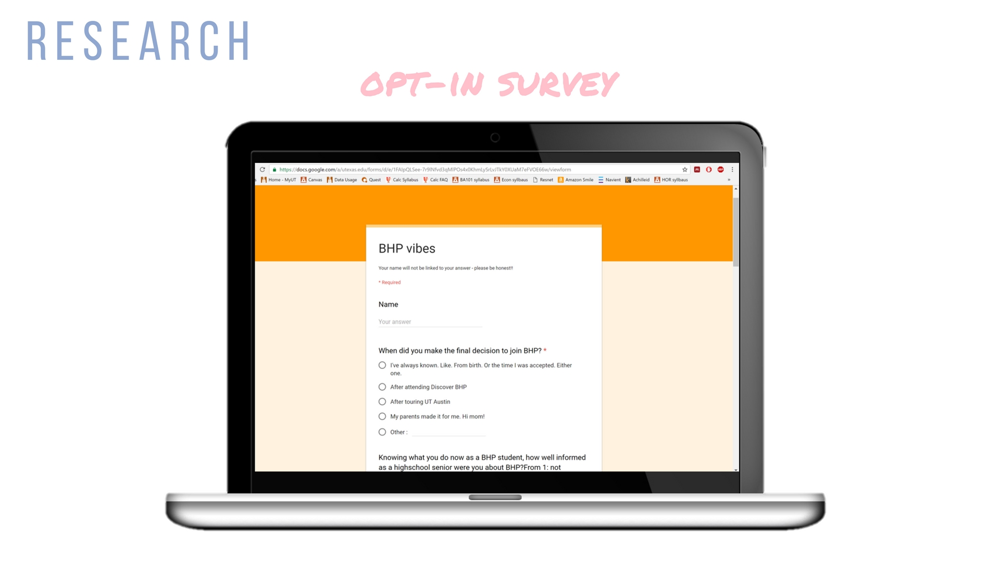 RESEARCH
OPT-IN SURVEY
https://docs.google.com/a/utexas.edu/forms/d/e/1FAIpQLSee-7r9lNfvd3qMlPOs4x0KhmLySrLvJTkY0XUaM7eFVOE66w/viewform
Home - MyUT Canvas Data Usage Quest Calc Syllabus Calc FAQ BA101 syllabus Econ syllbaus Resnet Amazon Smile Navient Achilleid HOR syllbaus »
BHP vibes
Your name will not be linked to your answer - please be honest!!
* Required
Name
Your answer
When did you make the final decision to join BHP? *
I've always known. Like. From birth. Or the time I was accepted. Either
one.
After attending Discover BHP
After touring UT Austin
My parents made it for me. Hi mom!
Other :
Knowing what you do now as a BHP student, how well informed
as a highschool senior were you about BHP?From 1: not